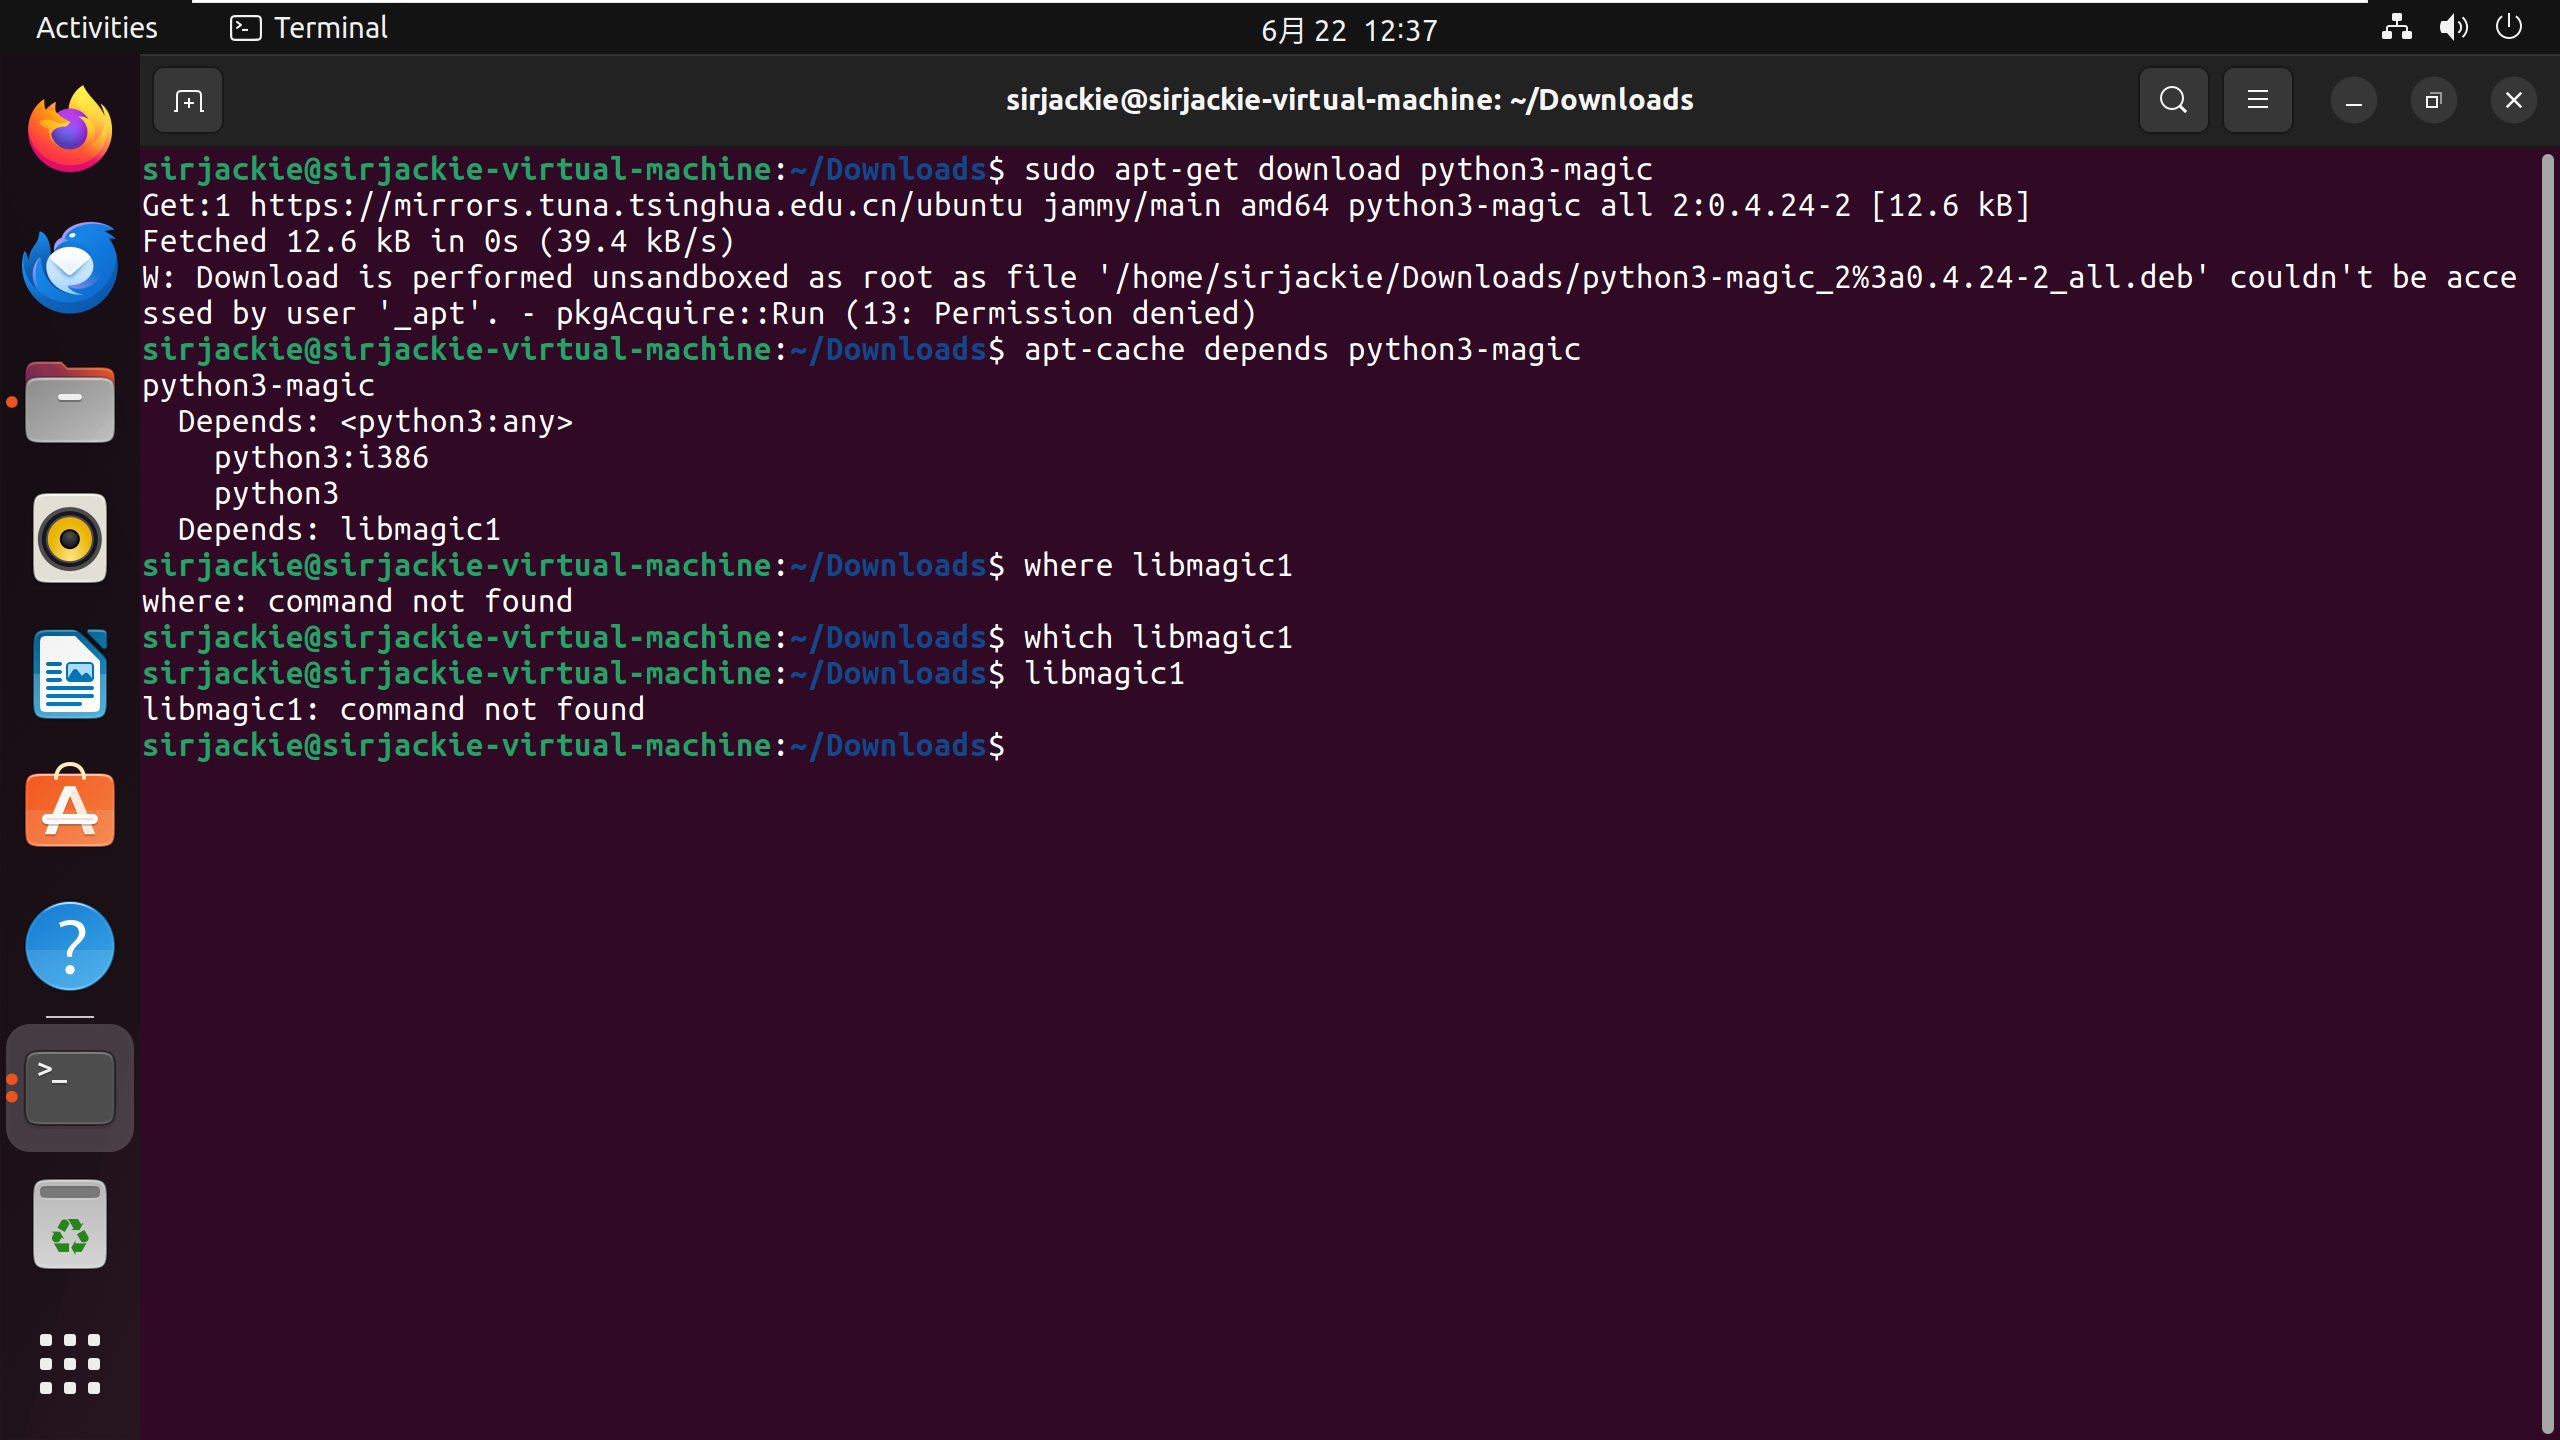 Activities
Terminal
6月 22 12:37
sirjackie@sirjackie-virtual-machine: ~/Downloads
sirjackie@sirjackie-virtual-machine:~/Downloads$ sudo apt-get download python3-magic
Get:1 https://mirrors.tuna.tsinghua.edu.cn/ubuntu jammy/main amd64 python3-magic all 2:0.4.24-2 [12.6 kB]
Fetched 12.6 kB in 0s (39.4 kB/s)
W: Download is performed unsandboxed as root as file '/home/sirjackie/Downloads/python3-magic_2%3a0.4.24-2_all.deb' couldn't be acce
ssed by user '_apt'. - pkgAcquire::Run (13: Permission denied)
sirjackie@sirjackie-virtual-machine:~/Downloads$ apt-cache depends python3-magic
python3-magic
  Depends: <python3:any>
    python3:i386
    python3
  Depends: libmagic1
sirjackie@sirjackie-virtual-machine:~/Downloads$ where libmagic1
where: command not found
sirjackie@sirjackie-virtual-machine:~/Downloads$ which libmagic1
sirjackie@sirjackie-virtual-machine:~/Downloads$ libmagic1
libmagic1: command not found
sirjackie@sirjackie-virtual-machine:~/Downloads$